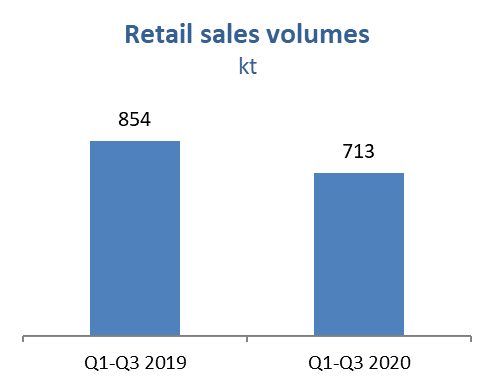 Retail sales volumes
kt
854
713
Q1-Q3 2019
Q1-Q3 2020